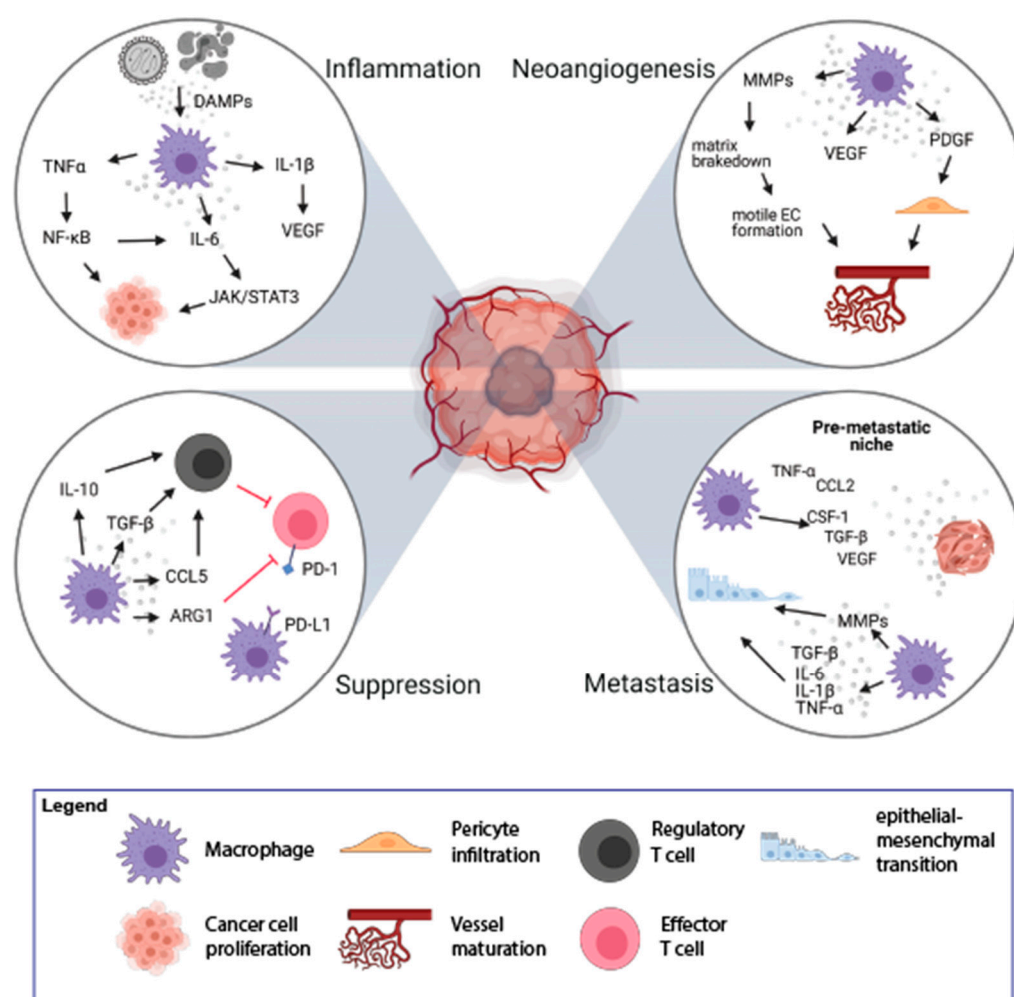 Inflammation
DAMPs
TNFα
IL-1β
NF-κB
IL-6
VEGF
JAK/STAT3
Neoangiogenesis
MMPs
matrix
brakedown
VEGF
PDGF
motile EC
formation
IL-10
TGF-β
CCL5
ARG1
PD-1
PD-L1
Suppression
Pre-metastatic
niche
TNF-α
CCL2
CSF-1
TGF-β
VEGF
MMPs
TGF-β
IL-6
IL-1β
TNF-α
Metastasis
Legend
Macrophage
Pericyte
infiltration
Regulatory
T cell
epithelial-
mesenchymal
transition
Cancer cell
proliferation
Vessel
maturation
Effector
T cell